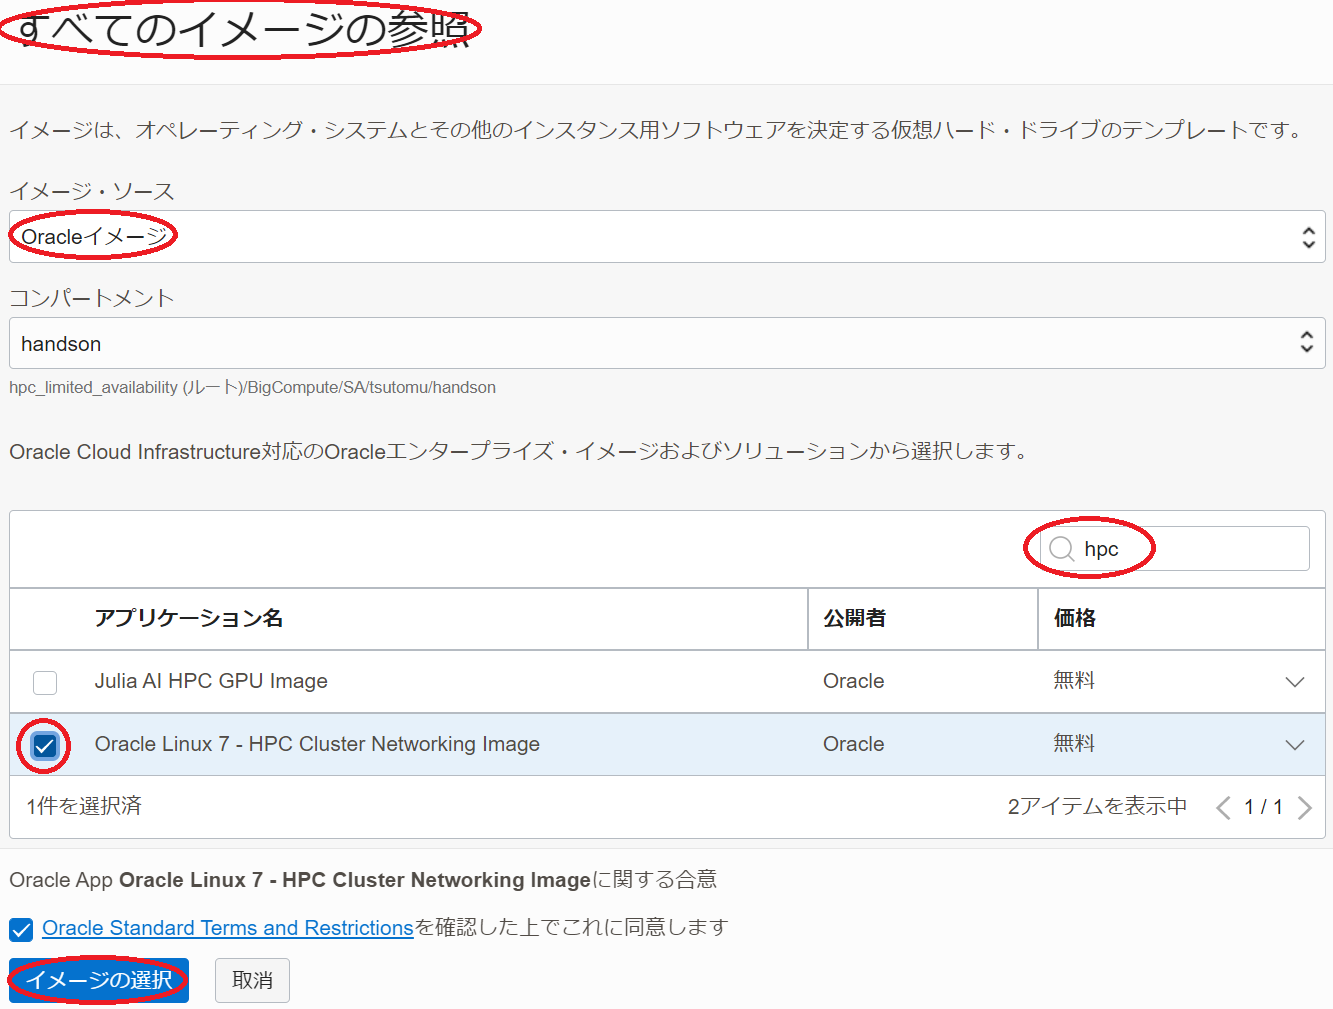 すべてのイメージの参照
イメージは、オペレーティング・システムとその他のインスタンス用ソフトウェアを決定する仮想ハード・ドライブのテンプレートです。
イメージ・ソース
Oracleイメージ
コンパートメント
handson
hpc_limited_availability (ルート)/BigCompute/SA/tsutomu/handson
Oracle Cloud Infrastructure対応のOracleエンタープライズ・イメージおよびソリューションから選択します。
hpc
アプリケーション名 公開者 価格
Julia AI HPC GPU Image Oracle 無料
Oracle Linux 7 - HPC Cluster Networking Image Oracle 無料
1件を選択済 2アイテムを表示中 1 / 1
Oracle App Oracle Linux 7 - HPC Cluster Networking Imageに関する合意
Oracle Standard Terms and Restrictionsを確認した上でこれに同意します
イメージの選択 取消